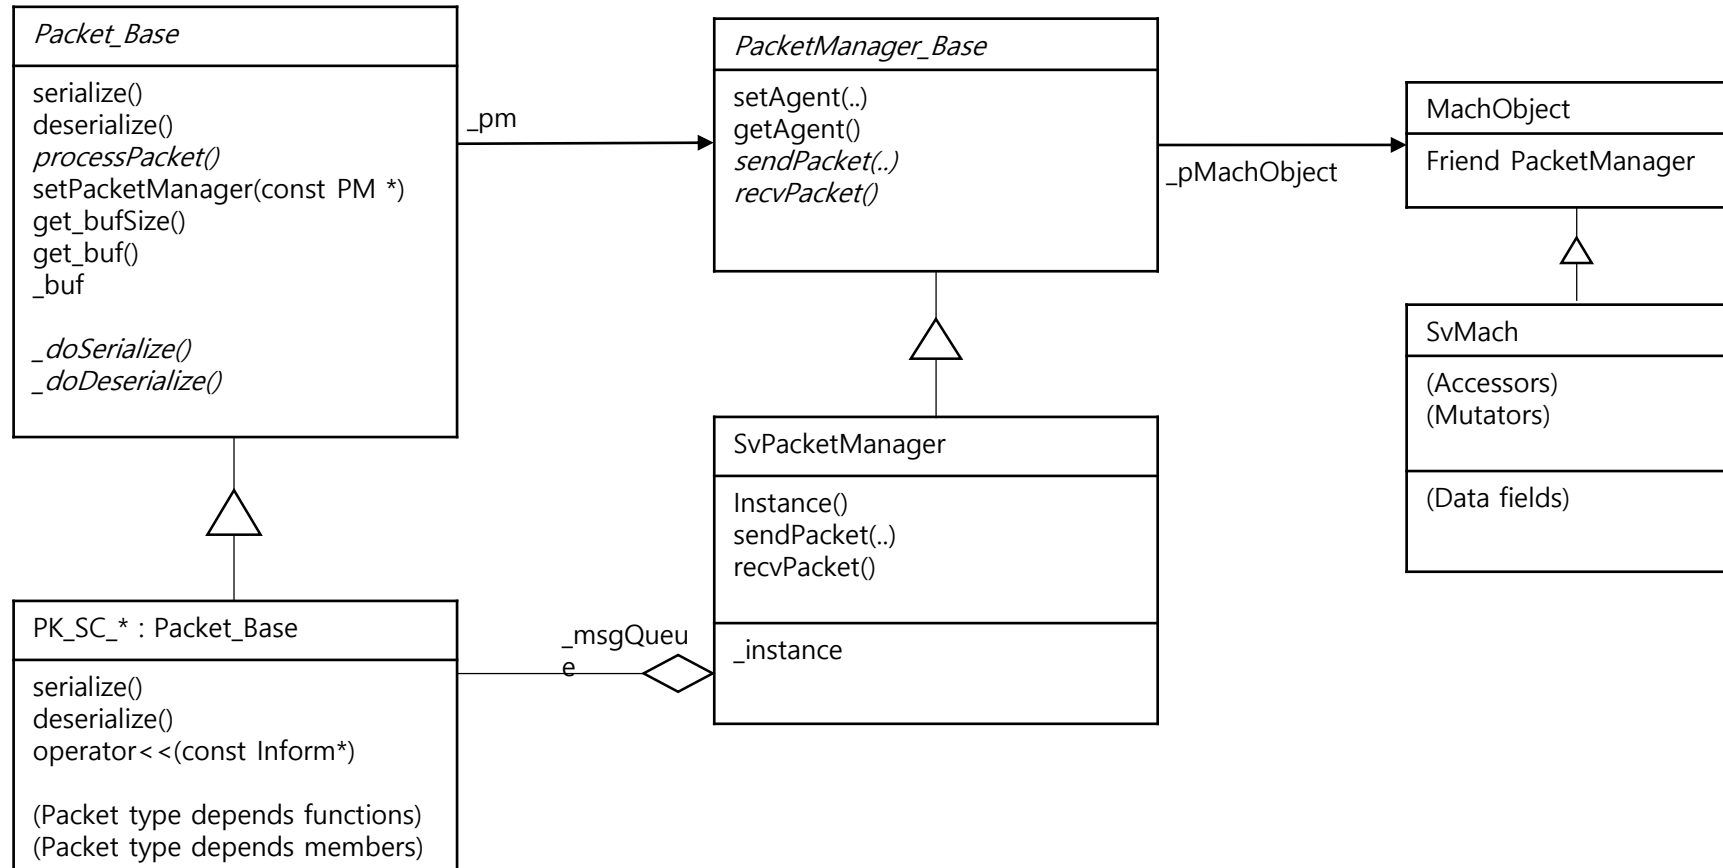 Packet_Base
serialize()
deserialize()
processPacket()
setPacketManager(const PM *)
get_bufSize()
get_buf()
_buf
_doSerialize()
_doDeserialize()
_pm
PacketManager_Base
setAgent(..)
getAgent()
sendPacket(..)
recvPacket()
_pMachObject
MachObject
Friend PacketManager
SvMach
(Accessors)
(Mutators)
(Data fields)
SvPacketManager
Instance()
sendPacket(..)
recvPacket()
_instance
_msgQueu
e
PK_SC_* : Packet_Base
serialize()
deserialize()
operator<<(const Inform*)
(Packet type depends functions)
(Packet type depends members)